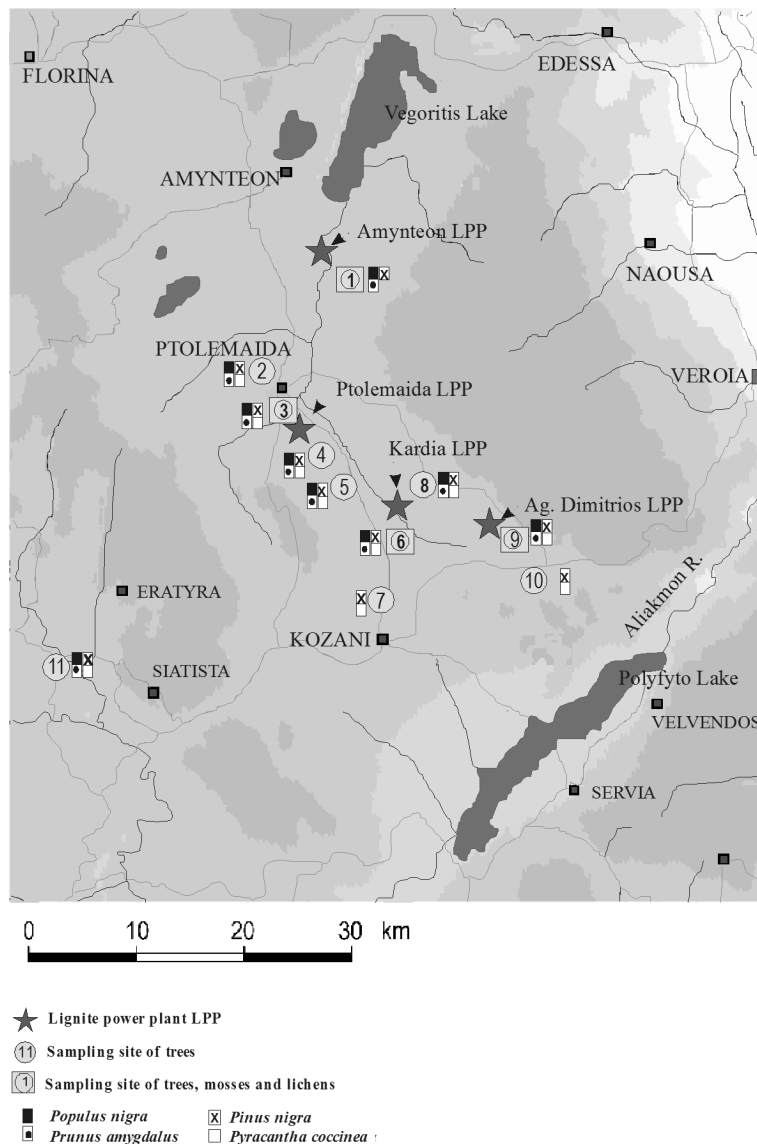 FLORINA
EDESSA
Vegoritis Lake
AMYNTEON
Amynteon LPP
1
NAOUSA
PTOLEMAIDA
2
VEROIA
Ptolemaida LPP
3
4
Kardia LPP
5
8
Ag. Dimitrios LPP
6
9
10
ERATYRA
7
Aliakmon R.
KOZANI
11
SIATISTA
Polyfyto Lake
VELVENDOS
SERVIA
0 10 20 30 km
Lignite power plant LPP
11 Sampling site of trees
1 Sampling site of trees, mosses and lichens
Populus nigra X Pinus nigra
Prunus amygdalus Pyracantha coccinea